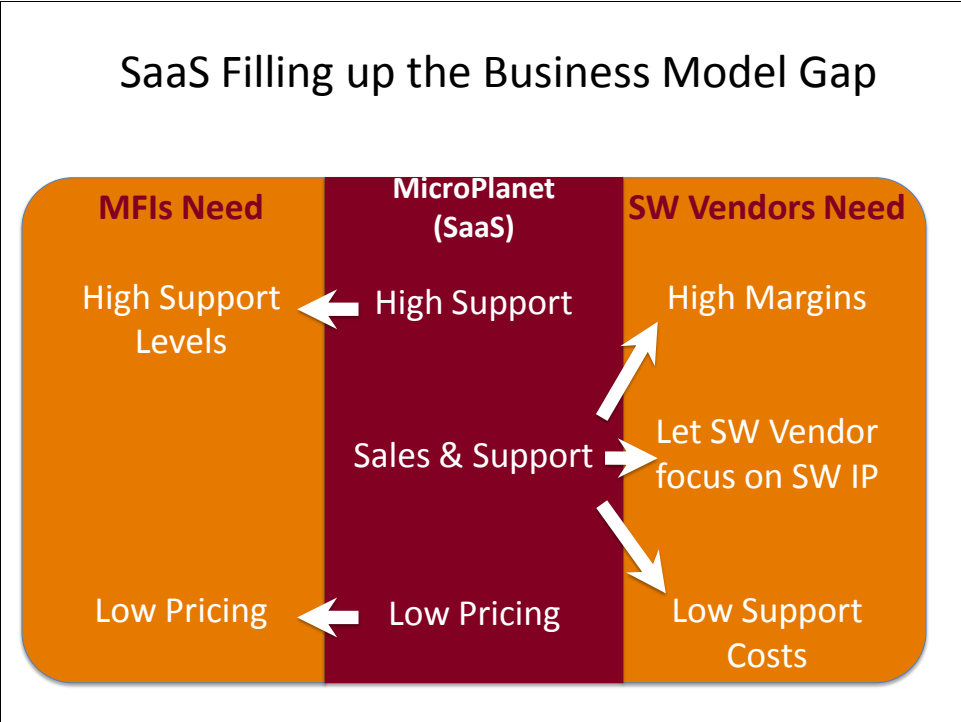 SaaS Filling up the Business Model Gap
MFIs Need
High Support
Levels
Low Pricing
MicroPlanet
(SaaS)
High Support
Sales & Support
Low Pricing
SW Vendors Need
High Margins
Let SW Vendor
focus on SW IP
Low Support
Costs